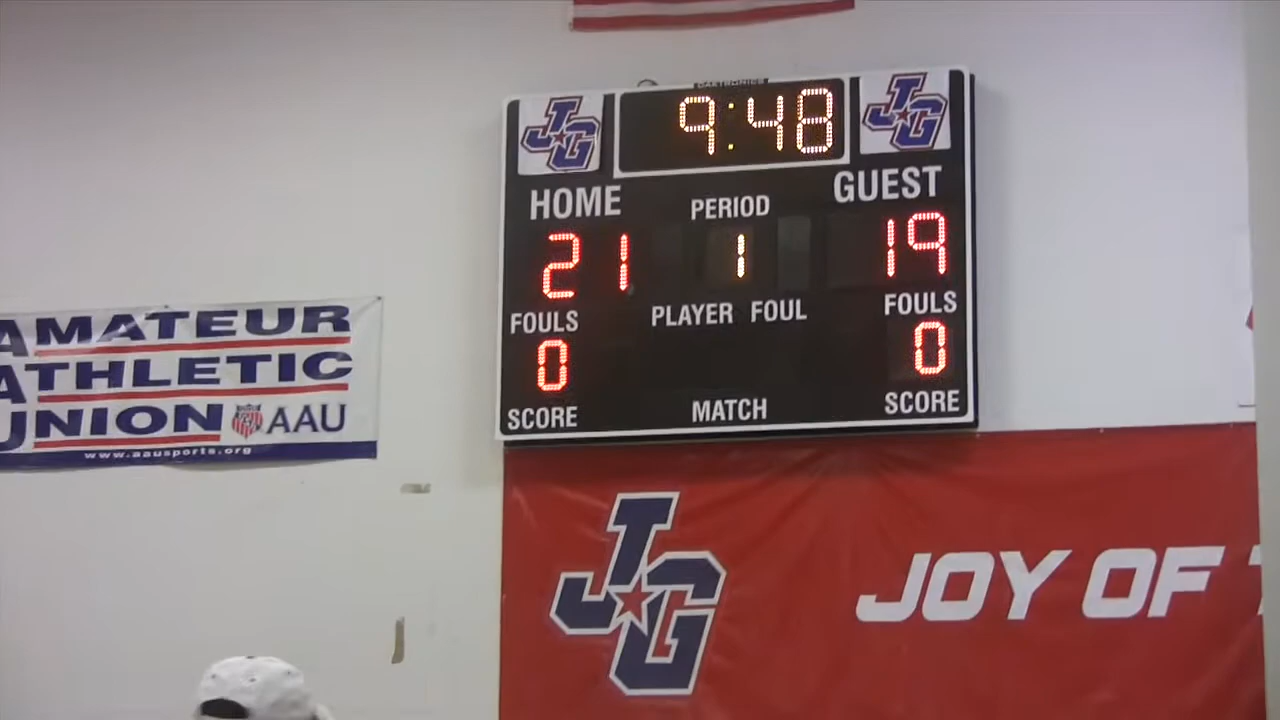 DAKTRONICS
JG
9:48
JG
HOME
PERIOD
GUEST
21
1
19
FOULS
PLAYER FOUL
FOULS
0
0
SCORE
MATCH
SCORE
AMATEUR
ATHLETIC
UNION AAU
www.aausports.org
JG
JOY OF